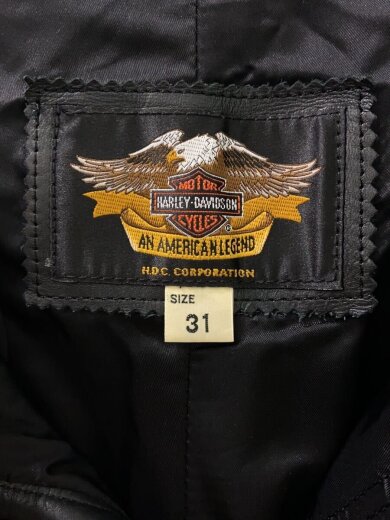 MOTOR
HARLEY-DAVIDSON
CYCLES
®
AN AMERICAN LEGEND
H.D.C. CORPORATION
SIZE
31